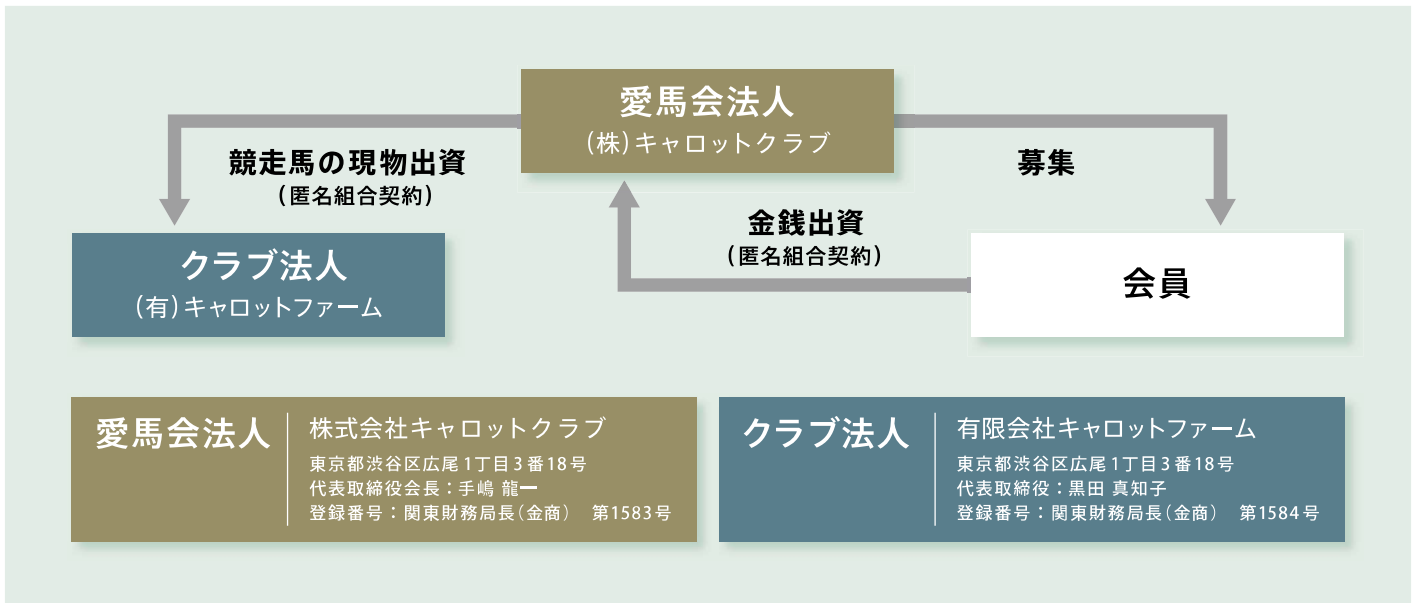 愛馬会法人
(株)キャロットクラブ
競走馬の現物出資
(匿名組合契約)
募集
金銭出資
(匿名組合契約)
クラブ法人
(有)キャロットファーム
会員
愛馬会法人
株式会社キャロットクラブ
東京都渋谷区広尾1丁目3番18号
代表取締役会長:手嶋 龍一
登録番号:関東財務局長(金商) 第1583号
クラブ法人
有限会社キャロットファーム
東京都渋谷区広尾1丁目3番18号
代表取締役:黒田 真知子
登録番号:関東財務局長(金商) 第1584号